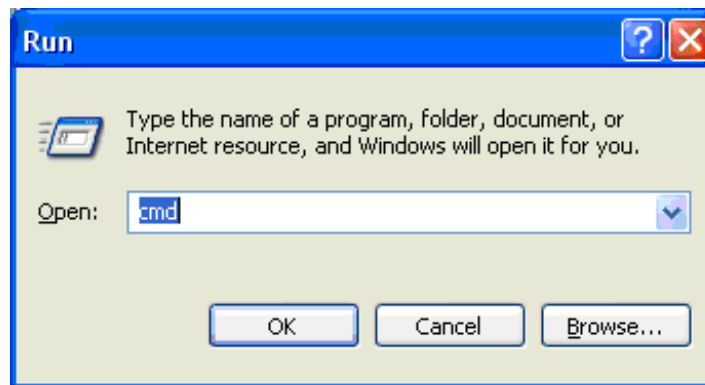 Run
Type the name of a program, folder, document, or
Internet resource, and Windows will open it for you.
Open: cmd
OK Cancel Browse...